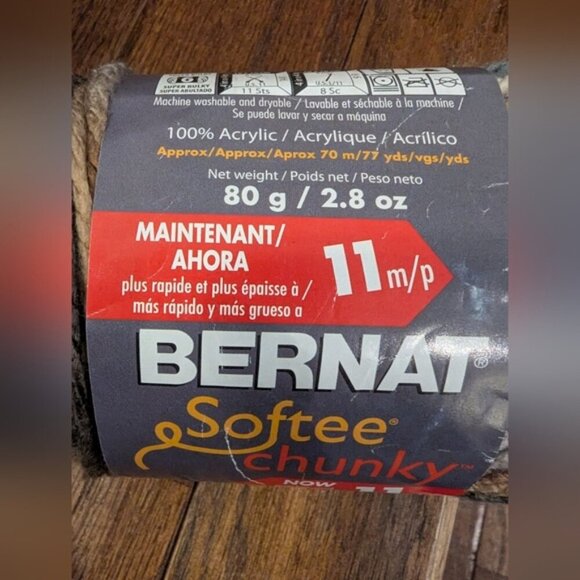 SUPER BULKY
SUPER ABULTADO
11 Sts
8 Sc
Machine washable and dryable / Lavable et séchable à la machine /
Se puede lavar y secar a máquina
100% Acrylic / Acrylique / Acrílico
Approx/Approx/Aprox 70 m/77 yds/vgs/yds
Net weight / Poids net / Peso neto
80 g / 2.8 oz
MAINTENANT/
AHORA
plus rapide et plus épaisse à /
más rápido y más grueso a
11 m/p
BERNAT®
Softee®
chunky™
NOW